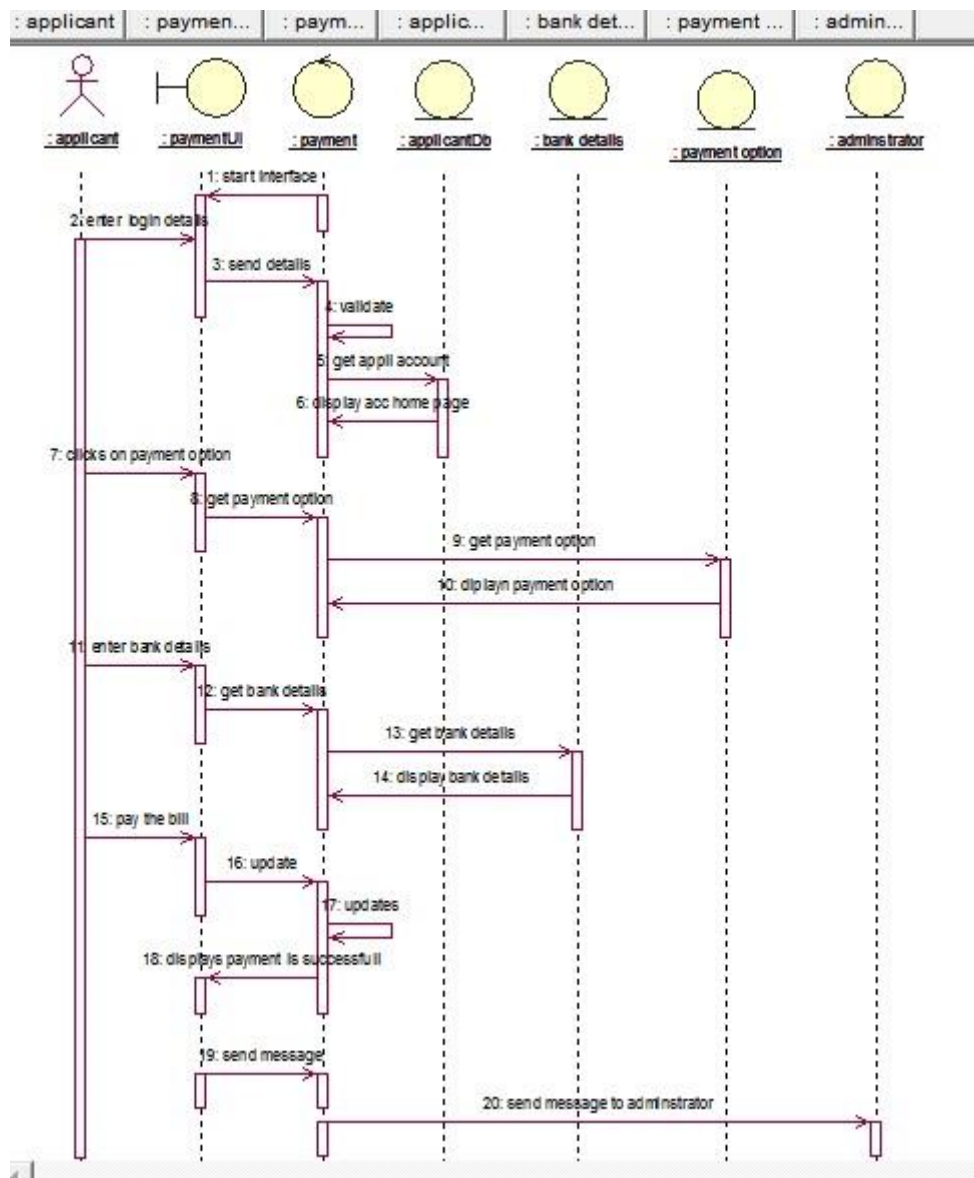 : applicant
: paymen...
: paym...
: applic...
: bank det...
: payment ...
: admin...
: applicant
: paymentUI
: payment
: applicantDb
: bank details
: payment option
: adminstrator
1: start interface
2: enter login details
3: send details
4: validate
5: get appli account
6: display acc home page
7: clicks on payment option
8: get payment option
9: get payment option
10: diplayn payment option
11: enter bank details
12: get bank details
13: get bank details
14: display bank details
15: pay the bill
16: update
17: updates
18: displays payment is successfull
19: send message
20: send message to adminstrator